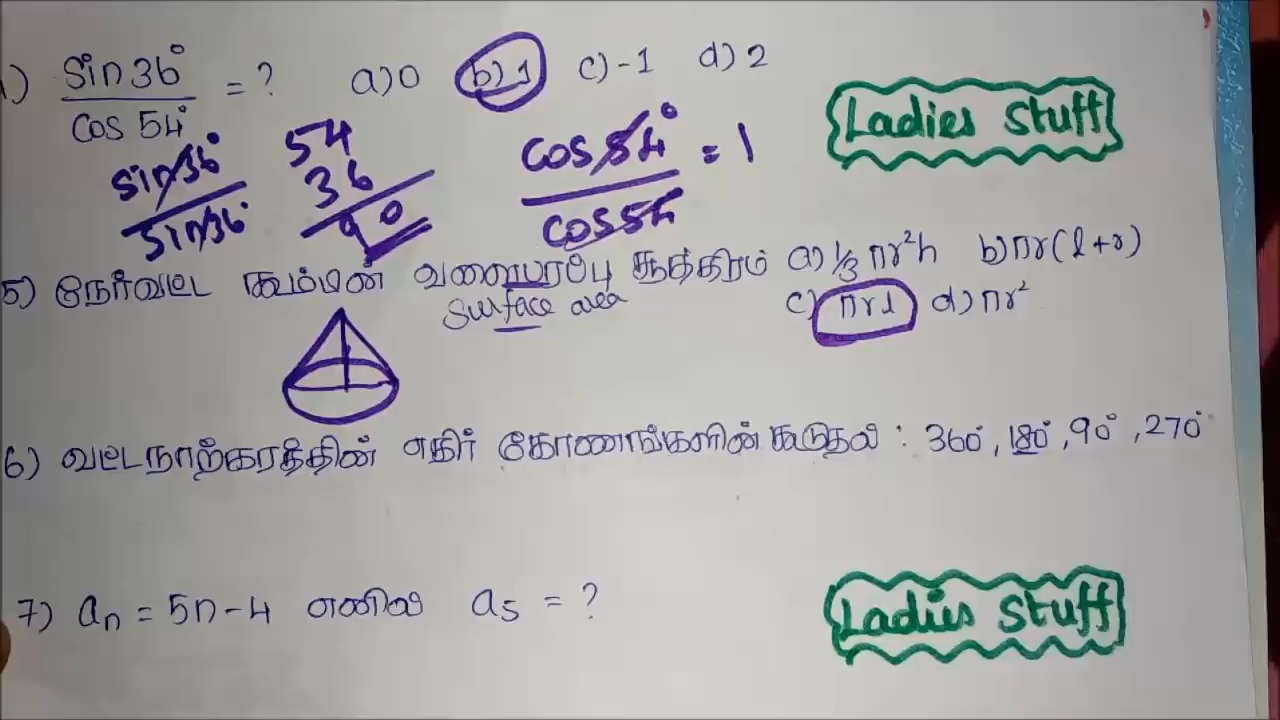 sin36° = ? a) 0 b) 1 c) -1 d) 2
cos 54°
Ladies Stuff
sin36° 54 cos54° = 1
sin36° 36 cos54
90
5) நேர்வட்ட கூம்பின் வளைபரப்பு சூத்திரம் a) ⅓ πr²h b) πr(l+r)
surface area c) πrl d) πr²
6) வட்டநாற்கரத்தின் எதிர் கோணங்களின் கூடுதல் : 360°, 180°, 90°, 270°
7) aₙ = 5n - 4 எனில் a₅ = ?
Ladies Stuff